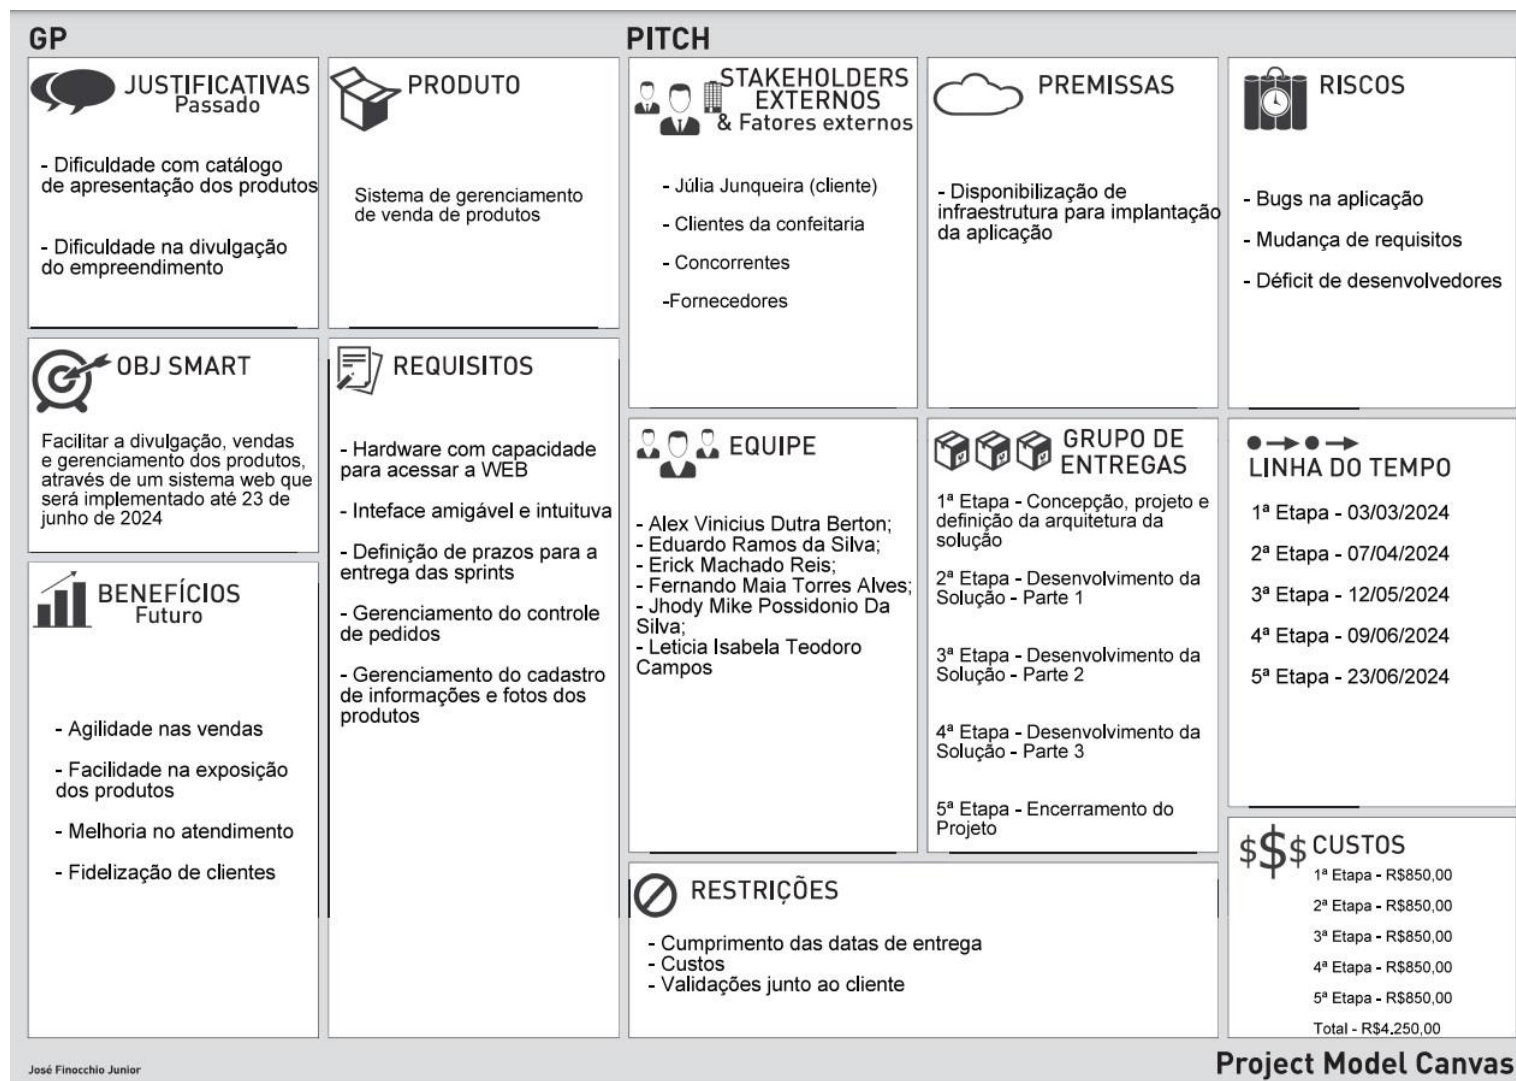 GP
JUSTIFICATIVAS
Passado
- Dificuldade com catálogo
de apresentação dos produtos
- Dificuldade na divulgação
do empreendimento
PRODUTO
Sistema de gerenciamento
de venda de produtos
OBJ SMART
Facilitar a divulgação, vendas
e gerenciamento dos produtos,
através de um sistema web que
será implementado até 23 de
junho de 2024
REQUISITOS
- Hardware com capacidade
para acessar a WEB
- Inteface amigável e intuituva
- Definição de prazos para a
entrega das sprints
- Gerenciamento do controle
de pedidos
- Gerenciamento do cadastro
de informações e fotos dos
produtos
BENEFÍCIOS
Futuro
- Agilidade nas vendas
- Facilidade na exposição
dos produtos
- Melhoria no atendimento
- Fidelização de clientes
PITCH
STAKEHOLDERS
EXTERNOS
& Fatores externos
- Júlia Junqueira (cliente)
- Clientes da confeitaria
- Concorrentes
-Fornecedores
PREMISSAS
- Disponibilização de
infraestrutura para implantação
da aplicação
RISCOS
- Bugs na aplicação
- Mudança de requisitos
- Déficit de desenvolvedores
EQUIPE
- Alex Vinicius Dutra Berton;
- Eduardo Ramos da Silva;
- Erick Machado Reis;
- Fernando Maia Torres Alves;
- Jhody Mike Possidonio Da
Silva;
- Leticia Isabela Teodoro
Campos
GRUPO DE
ENTREGAS
1ª Etapa - Concepção, projeto e
definição da arquitetura da
solução
2ª Etapa - Desenvolvimento da
Solução - Parte 1
3ª Etapa - Desenvolvimento da
Solução - Parte 2
4ª Etapa - Desenvolvimento da
Solução - Parte 3
5ª Etapa - Encerramento do
Projeto
LINHA DO TEMPO
1ª Etapa - 03/03/2024
2ª Etapa - 07/04/2024
3ª Etapa - 12/05/2024
4ª Etapa - 09/06/2024
5ª Etapa - 23/06/2024
RESTRIÇÕES
- Cumprimento das datas de entrega
- Custos
- Validações junto ao cliente
$$$ CUSTOS
1ª Etapa - R$850,00
2ª Etapa - R$850,00
3ª Etapa - R$850,00
4ª Etapa - R$850,00
5ª Etapa - R$850,00
Total - R$4.250,00
José Finocchio Junior
Project Model Canvas